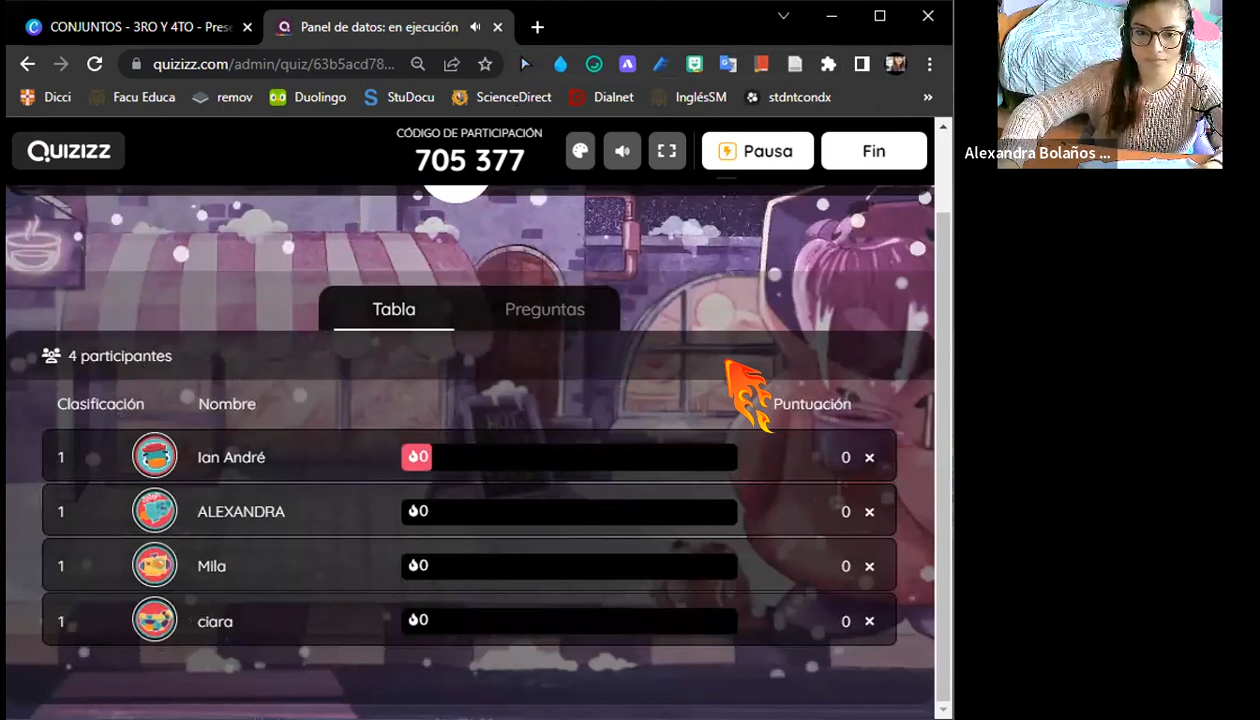 CONJUNTOS - 3RO Y 4TO - Prese
Panel de datos: en ejecución
quizizz.com/admin/quiz/63b5acd78...
Dicci
Facu Educa
remov
Duolingo
StuDocu
ScienceDirect
Dialnet
InglésSM
stdntcondx
»
QUIZIZZ
CÓDIGO DE PARTICIPACIÓN
705 377
Pausa
Fin
Alexandra Bolaños ...
Tabla
Preguntas
4 participantes
Clasificación Nombre Puntuación
1 Ian André 0 0 ×
1 ALEXANDRA 0 0 ×
1 Mila 0 0 ×
1 ciara 0 0 ×